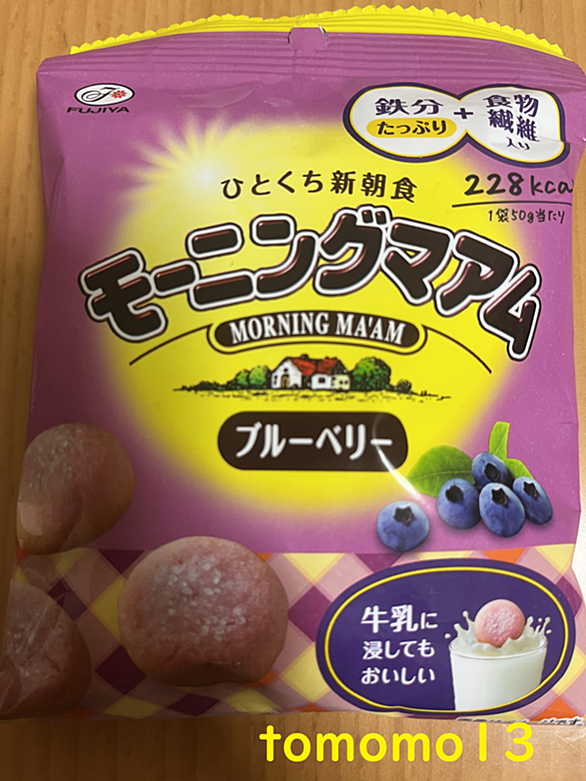 FUJIYA
鉄分
たっぷり
+
食物
繊維
入り
ひとくち新朝食
228kcal
1袋50g当たり
モーニングマアム
MORNING MA'AM
ブルーベリー
牛乳に
浸しても
おいしい
tomomo13